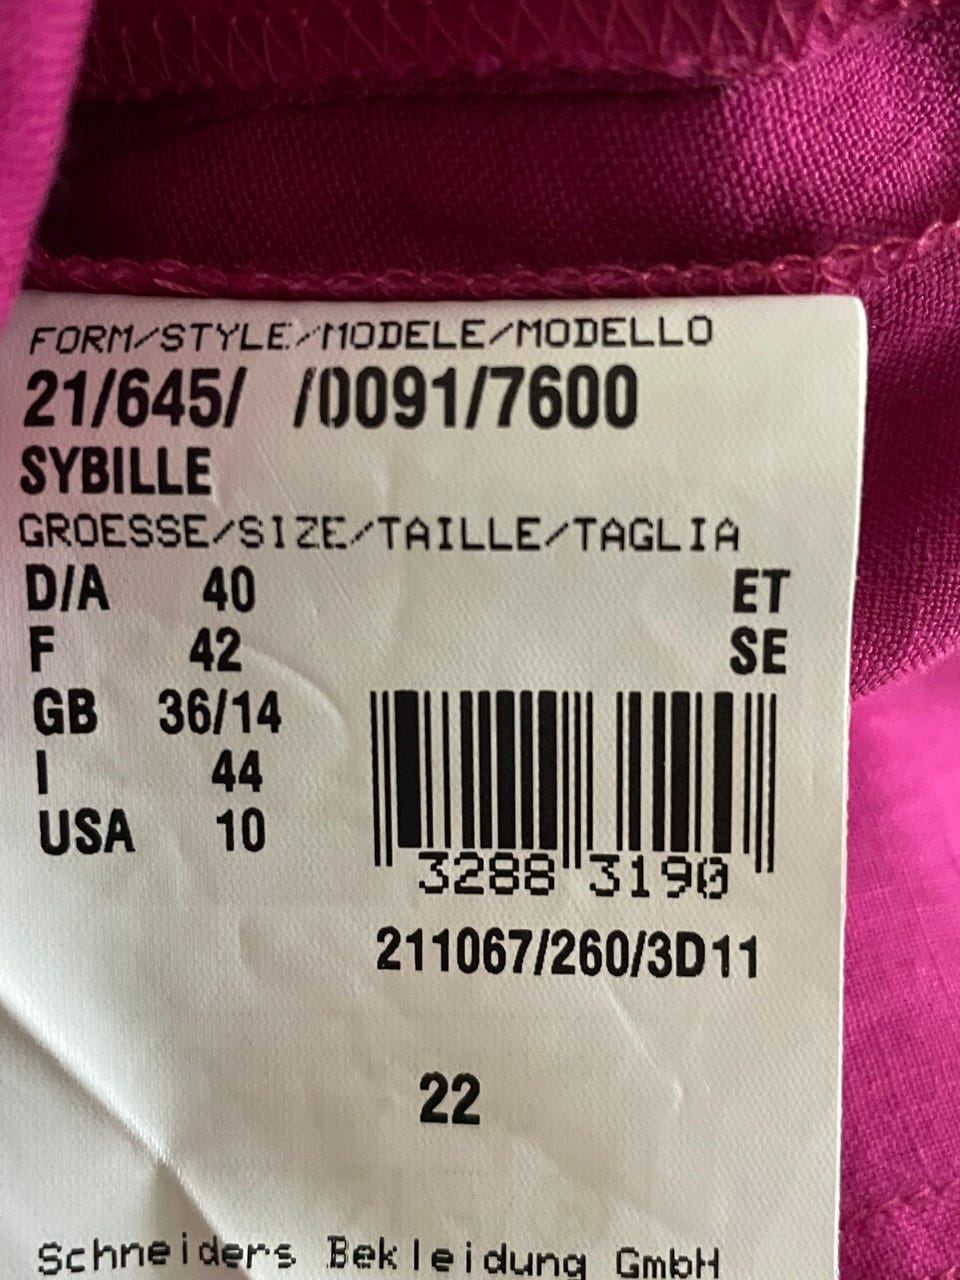 FORM/STYLE/MODELE/MODELLO
21/645/ /0091/7600
SYBILLE
GROESSE/SIZE/TAILLE/TAGLIA
D/A 40 ET
F 42 SE
GB 36/14
I 44
USA 10
3288 3190
211067/260/3D11
22
Schneiders Bekleidung GmbH